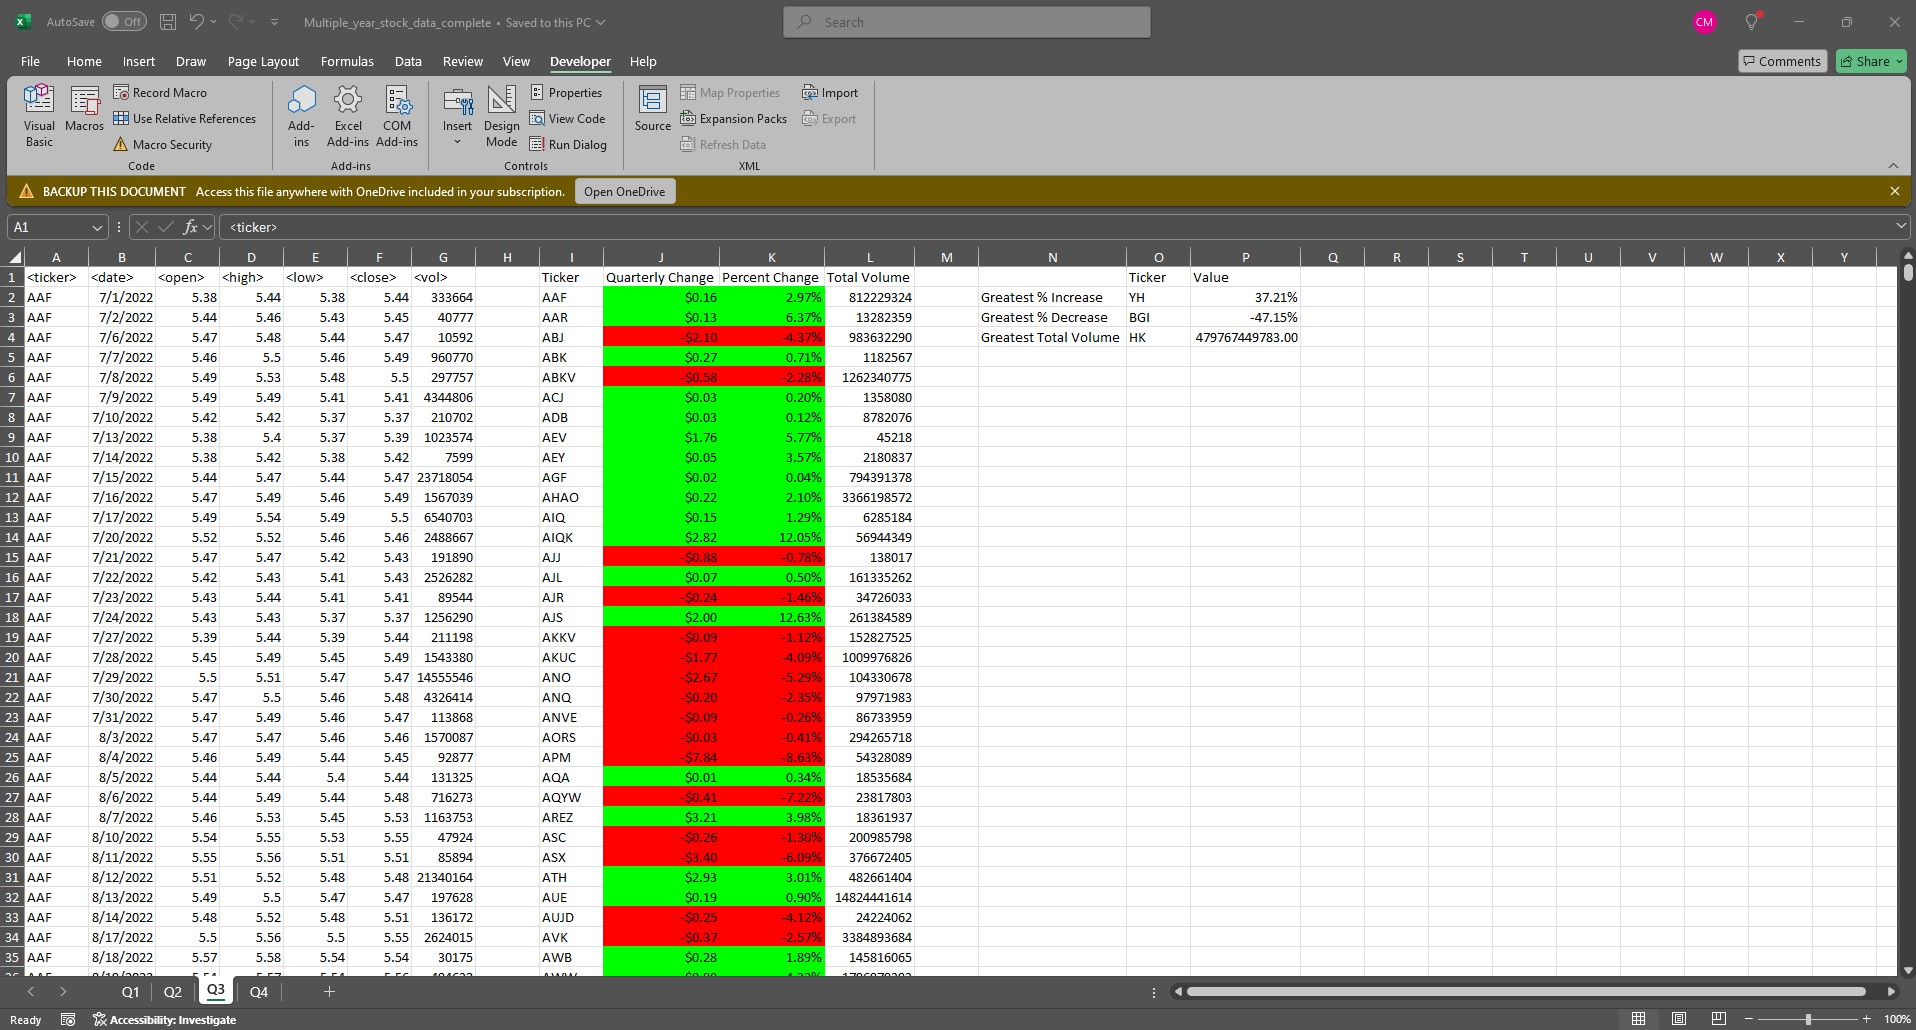 AutoSave Off Multiple_year_stock_data_complete • Saved to this PC Search CM
File Home Insert Draw Page Layout Formulas Data Review View Developer Help Comments Share
Visual Basic Macros Record Macro Use Relative References Macro Security Add-ins Excel Add-ins COM Add-ins Insert Design Mode Properties View Code Run Dialog Source Map Properties Expansion Packs Refresh Data Import Export
Code Add-ins Controls XML
BACKUP THIS DOCUMENT Access this file anywhere with OneDrive included in your subscription. Open OneDrive
A1 fx <ticker>
A B C D E F G H I J K L M N O P Q R S T U V W X Y
1 <ticker> <date> <open> <high> <low> <close> <vol> Ticker Quarterly Change Percent Change Total Volume Ticker Value
2 AAF 7/1/2022 5.38 5.44 5.38 5.44 333664 AAF $0.16 2.97% 812229324 Greatest % Increase YH 37.21%
3 AAF 7/2/2022 5.44 5.46 5.43 5.45 40777 AAR $0.13 6.37% 13282359 Greatest % Decrease BGI -47.15%
4 AAF 7/6/2022 5.47 5.48 5.44 5.47 10592 ABJ -$2.10 -4.37% 983632290 Greatest Total Volume HK 479767449783.00
5 AAF 7/7/2022 5.46 5.5 5.46 5.49 960770 ABK $0.27 0.71% 1182567
6 AAF 7/8/2022 5.49 5.53 5.48 5.5 297757 ABKV -$0.58 -2.28% 1262340775
7 AAF 7/9/2022 5.49 5.49 5.41 5.41 4344806 ACJ $0.03 0.20% 1358080
8 AAF 7/10/2022 5.42 5.42 5.37 5.37 210702 ADB $0.03 0.12% 8782076
9 AAF 7/13/2022 5.38 5.4 5.37 5.39 1023574 AEV $1.76 5.77% 45218
10 AAF 7/14/2022 5.38 5.42 5.38 5.42 7599 AEY $0.05 3.57% 2180837
11 AAF 7/15/2022 5.44 5.47 5.44 5.47 23718054 AGF $0.02 0.04% 794391378
12 AAF 7/16/2022 5.47 5.49 5.46 5.49 1567039 AHAO $0.22 2.10% 3366198572
13 AAF 7/17/2022 5.49 5.54 5.49 5.5 6540703 AIQ $0.15 1.29% 6285184
14 AAF 7/20/2022 5.52 5.52 5.46 5.46 2488667 AIQK $2.82 12.05% 56944349
15 AAF 7/21/2022 5.47 5.47 5.42 5.43 191890 AJJ -$0.88 -0.78% 138017
16 AAF 7/22/2022 5.42 5.43 5.41 5.43 2526282 AJL $0.07 0.50% 161335262
17 AAF 7/23/2022 5.43 5.44 5.41 5.41 89544 AJR -$0.24 -1.46% 34726033
18 AAF 7/24/2022 5.43 5.43 5.37 5.37 1256290 AJS $2.00 12.63% 261384589
19 AAF 7/27/2022 5.39 5.44 5.39 5.44 211198 AKKV -$0.09 -1.12% 152827525
20 AAF 7/28/2022 5.45 5.49 5.45 5.49 1543380 AKUC -$1.77 -4.09% 1009976826
21 AAF 7/29/2022 5.5 5.51 5.47 5.47 14555546 ANO -$2.67 -5.29% 104330678
22 AAF 7/30/2022 5.47 5.5 5.46 5.48 4326414 ANQ -$0.20 -2.35% 97971983
23 AAF 7/31/2022 5.47 5.49 5.46 5.47 113868 ANVE -$0.09 -0.26% 86733959
24 AAF 8/3/2022 5.47 5.47 5.46 5.46 1570087 AORS -$0.03 -0.41% 294265718
25 AAF 8/4/2022 5.46 5.49 5.44 5.45 92877 APM -$7.84 -8.63% 54328089
26 AAF 8/5/2022 5.44 5.44 5.4 5.44 131325 AQA $0.01 0.34% 18535684
27 AAF 8/6/2022 5.44 5.49 5.44 5.48 716273 AQYW -$0.41 -7.22% 23817803
28 AAF 8/7/2022 5.46 5.53 5.45 5.53 1163753 AREZ $3.21 3.98% 18361937
29 AAF 8/10/2022 5.54 5.55 5.53 5.55 47924 ASC -$0.26 -1.30% 200985798
30 AAF 8/11/2022 5.55 5.56 5.51 5.51 85894 ASX -$3.40 -6.09% 376672405
31 AAF 8/12/2022 5.51 5.52 5.48 5.48 21340164 ATH $2.93 3.01% 482661404
32 AAF 8/13/2022 5.49 5.5 5.47 5.47 197628 AUE $0.19 0.90% 14824441614
33 AAF 8/14/2022 5.48 5.52 5.48 5.51 136172 AUJD -$0.25 -4.12% 24224062
34 AAF 8/17/2022 5.5 5.56 5.5 5.55 2624015 AVK -$0.37 -2.57% 3384893684
35 AAF 8/18/2022 5.57 5.58 5.54 5.54 30175 AWB $0.28 1.89% 145816065
Q1 Q2 Q3 Q4
Ready Accessibility: Investigate 100%